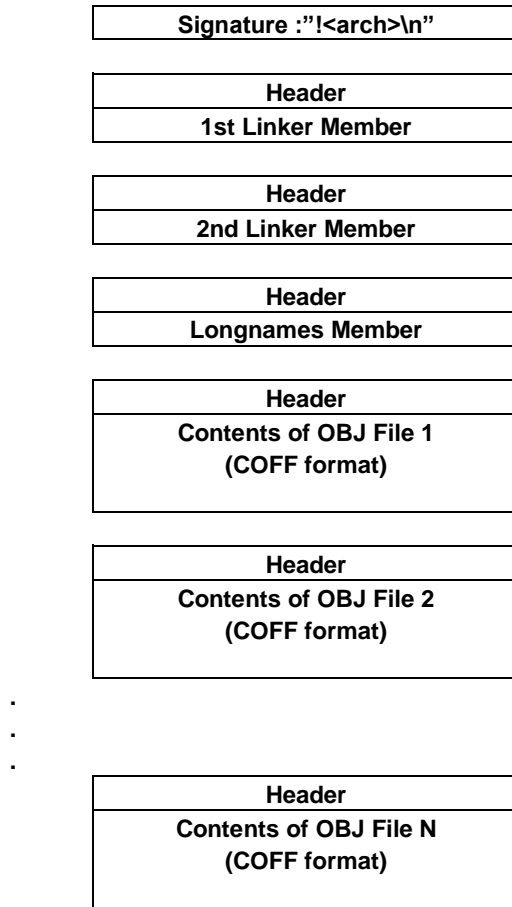 Signature :”!<arch>\n”
Header
1st Linker Member
Header
2nd Linker Member
Header
Longnames Member
Header
Contents of OBJ File 1
(COFF format)
Header
Contents of OBJ File 2
(COFF format)
.
.
.
Header
Contents of OBJ File N
(COFF format)